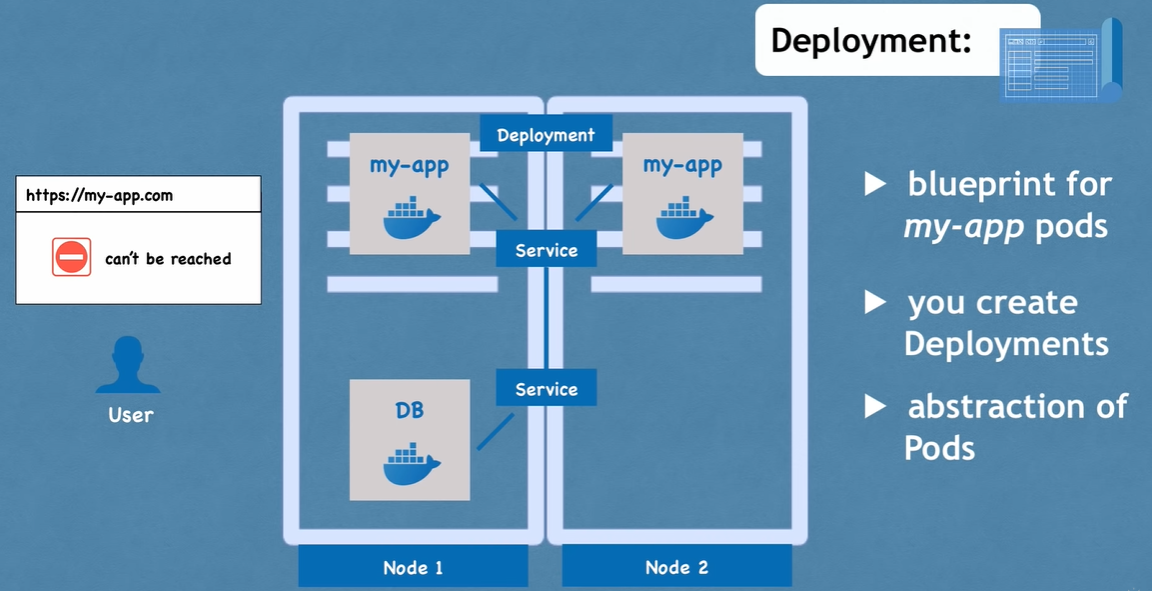 Deployment:
https://my-app.com
can't be reached
User
Deployment
my-app
my-app
Service
Service
DB
Node 1
Node 2
▶ blueprint for
my-app pods
▶ you create
Deployments
▶ abstraction of
Pods